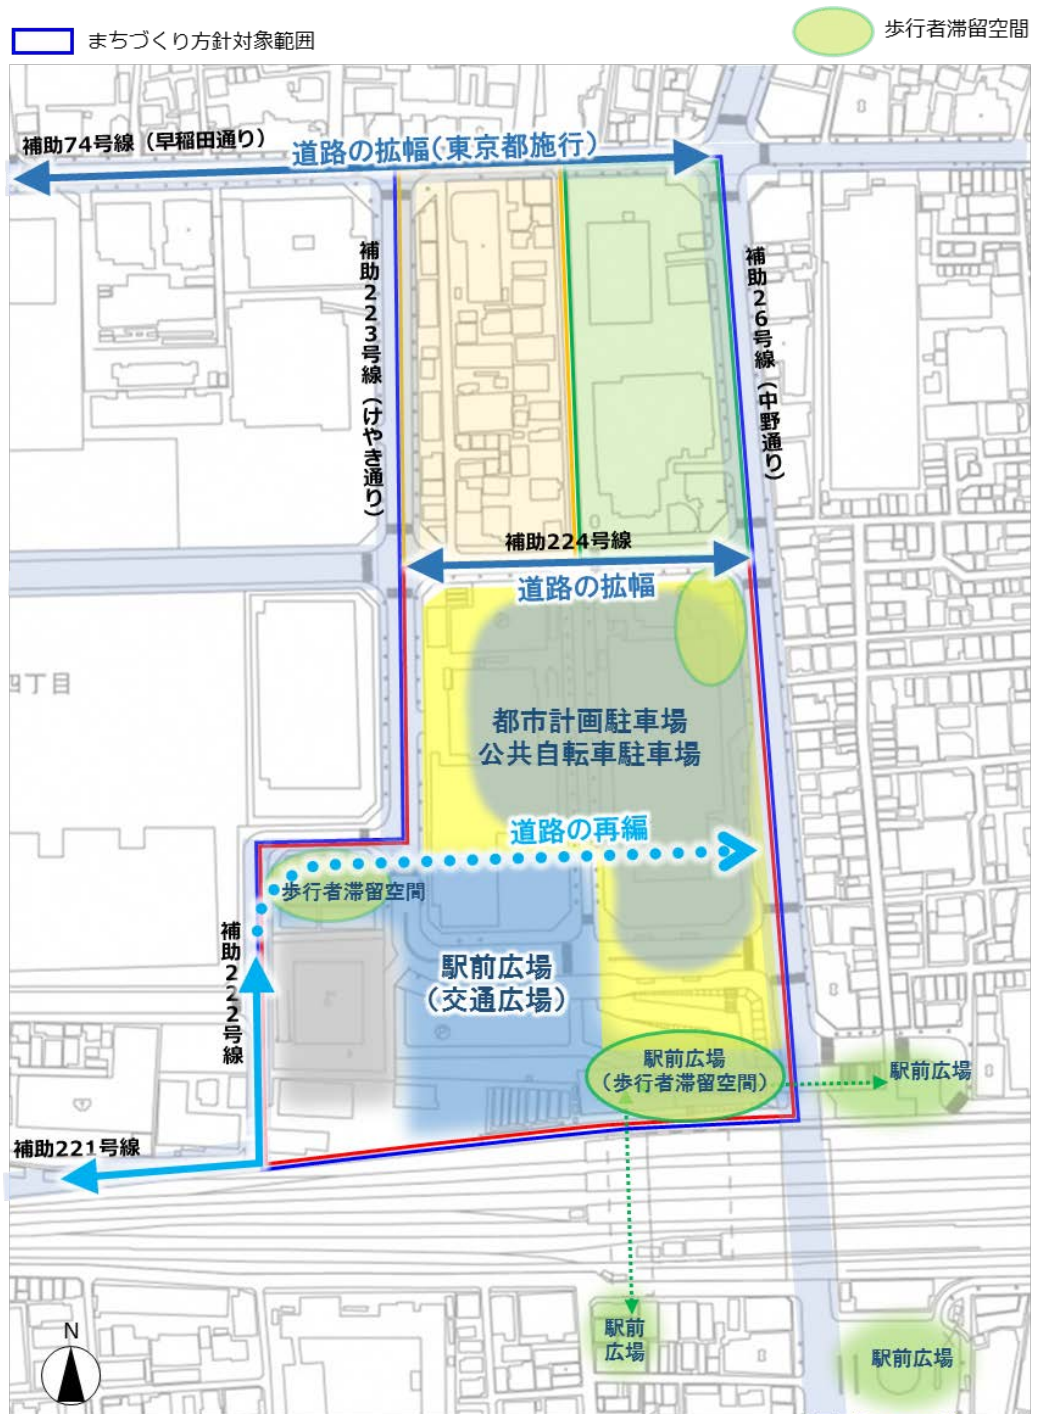 まちづくり方針対象範囲
歩行者滞留空間
補助74号線（早稲田通り）
道路の拡幅（東京都施行）
補助223号線（けやき通り）
補助26号線（中野通り）
補助224号線
道路の拡幅
四丁目
都市計画駐車場
公共自転車駐車場
道路の再編
歩行者滞留空間
補助222号線
駅前広場
（交通広場）
駅前広場
（歩行者滞留空間）
駅前広場
補助221号線
N
駅前
広場
駅前広場